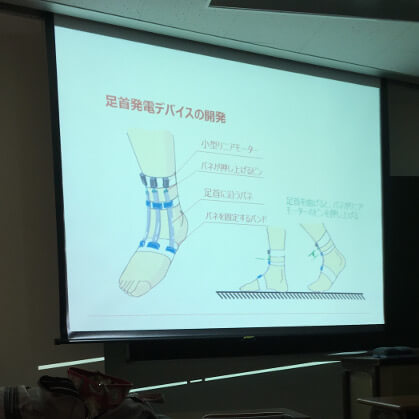 足首発電デバイスの開発
小型リニアモーター
バネが押し上げるピン
足首に沿うバネ
バネを固定するバンド
足首を曲げると、バネがリニア
モーターのピンを押し上げる